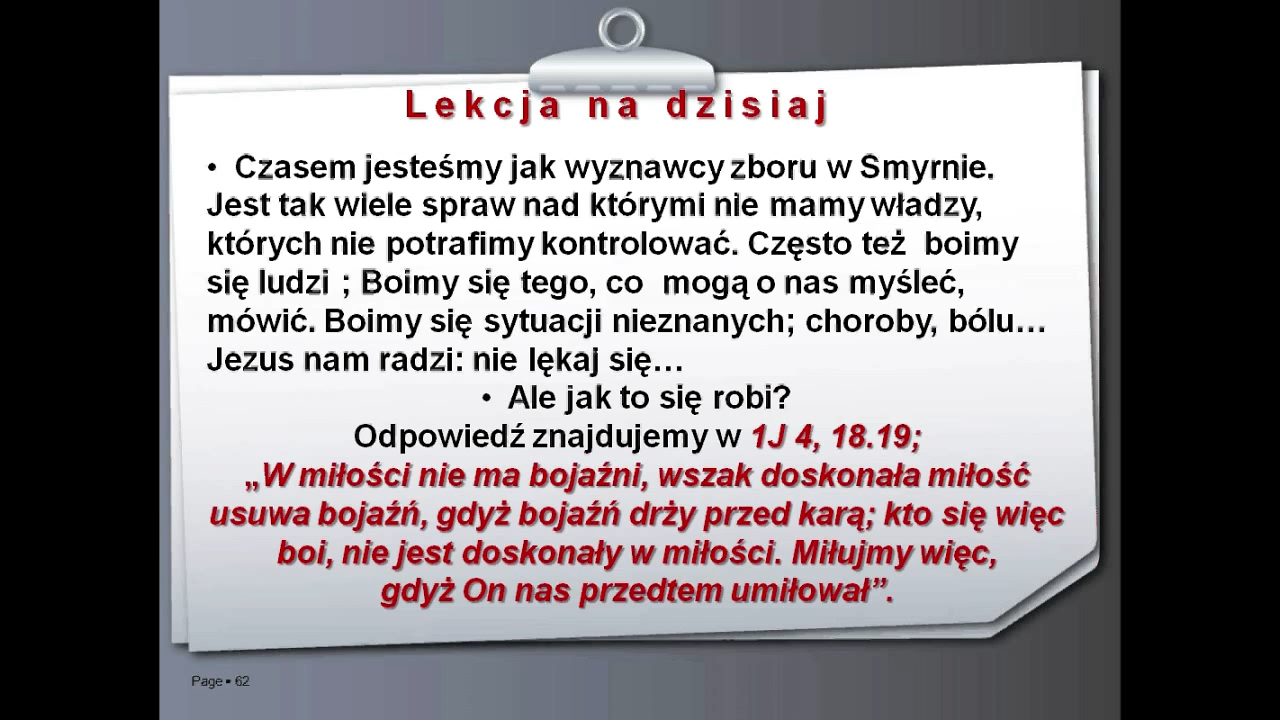 Lekcja na dzisiaj
• Czasem jesteśmy jak wyznawcy zboru w Smyrnie.
Jest tak wiele spraw nad którymi nie mamy władzy,
których nie potrafimy kontrolować. Często też boimy
się ludzi ; Boimy się tego, co mogą o nas myśleć,
mówić. Boimy się sytuacji nieznanych; choroby, bólu…
Jezus nam radzi: nie lękaj się…
• Ale jak to się robi?
Odpowiedź znajdujemy w 1J 4, 18.19;
„W miłości nie ma bojaźni, wszak doskonała miłość
usuwa bojaźń, gdyż bojaźń drży przed karą; kto się więc
boi, nie jest doskonały w miłości. Miłujmy więc,
gdyż On nas przedtem umiłował”.
Page ▪ 62